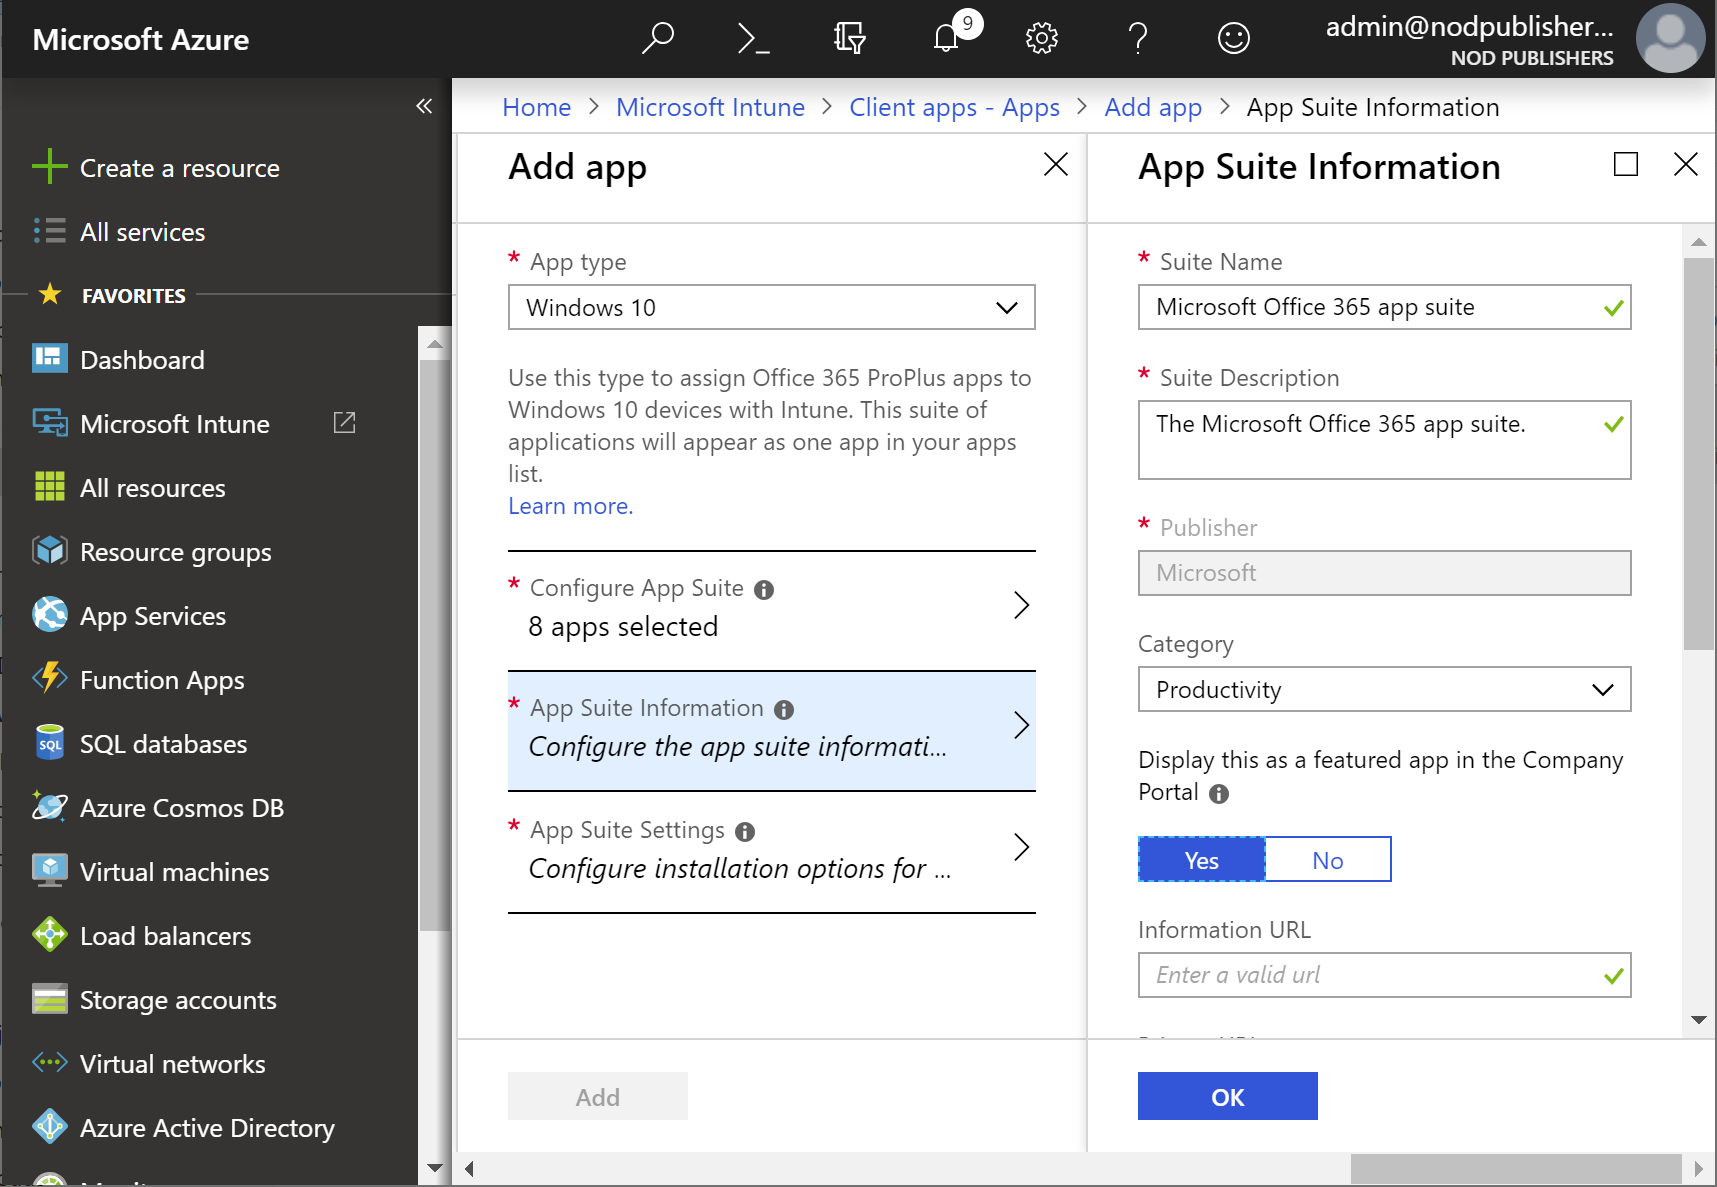 Microsoft Azure
9
admin@nodpublisher...
NOD PUBLISHERS
Create a resource
All services
FAVORITES
Dashboard
Microsoft Intune
All resources
Resource groups
App Services
Function Apps
SQL
SQL databases
Azure Cosmos DB
Virtual machines
Load balancers
Storage accounts
Virtual networks
Azure Active Directory
Home > Microsoft Intune > Client apps - Apps > Add app > App Suite Information
Add app
* App type
Windows 10
Use this type to assign Office 365 ProPlus apps to
Windows 10 devices with Intune. This suite of
applications will appear as one app in your apps
list.
Learn more.
* Configure App Suite
8 apps selected
* App Suite Information
Configure the app suite informati...
* App Suite Settings
Configure installation options for ...
Add
App Suite Information
* Suite Name
Microsoft Office 365 app suite
* Suite Description
The Microsoft Office 365 app suite.
* Publisher
Microsoft
Category
Productivity
Display this as a featured app in the Company
Portal
Yes
No
Information URL
Enter a valid url
OK